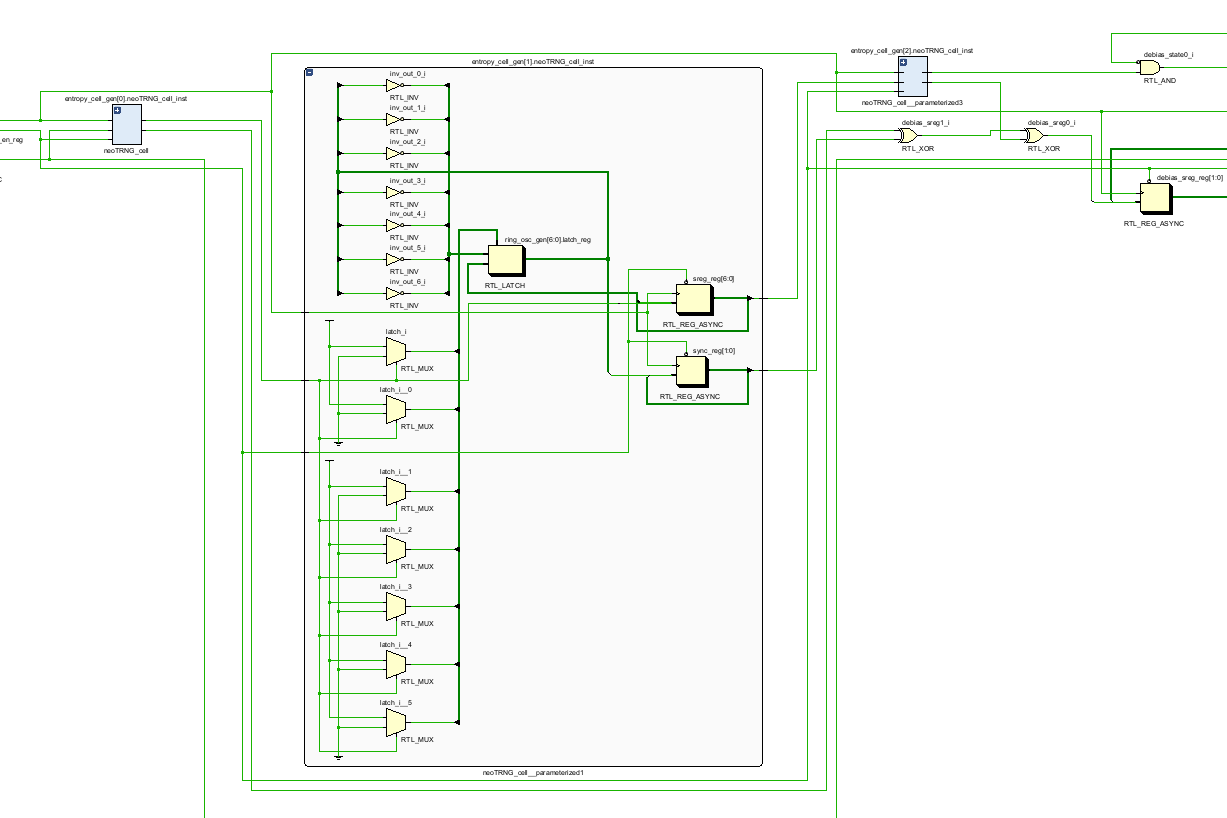 entropy_cell_gen[0].neoTRNG_cell_inst
neoTRNG_cell
_en_reg
c
entropy_cell_gen[1].neoTRNG_cell_inst
inv_out_0_i
RTL_INV
inv_out_1_i
RTL_INV
inv_out_2_i
RTL_INV
inv_out_3_i
RTL_INV
inv_out_4_i
RTL_INV
inv_out_5_i
RTL_INV
inv_out_6_i
RTL_INV
ring_osc_gen[6:0].latch_reg
RTL_LATCH
sreg_reg[6:0]
RTL_REG_ASYNC
sync_reg[1:0]
RTL_REG_ASYNC
latch_i
RTL_MUX
latch_i__0
RTL_MUX
latch_i__1
RTL_MUX
latch_i__2
RTL_MUX
latch_i__3
RTL_MUX
latch_i__4
RTL_MUX
latch_i__5
RTL_MUX
neoTRNG_cell__parameterized1
entropy_cell_gen[2].neoTRNG_cell_inst
neoTRNG_cell__parameterized3
debias_sreg1_i
RTL_XOR
debias_sreg0_i
RTL_XOR
debias_state0_i
RTL_AND
debias_sreg_reg[1:0]
RTL_REG_ASYNC